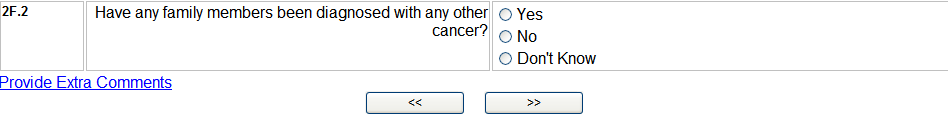 2F.2
Have any family members been diagnosed with any other
cancer?
Yes
No
Don't Know
Provide Extra Comments
<<
>>